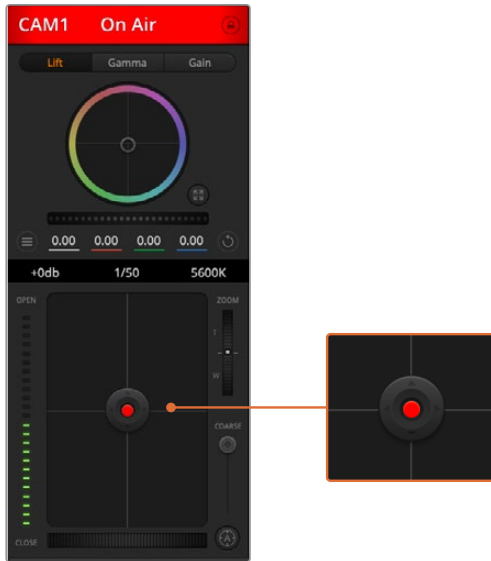 CAM1 On Air
Lift Gamma Gain
0.00 0.00 0.00 0.00
+0db 1/50 5600K
OPEN ZOOM
T
W
COARSE
CLOSE
A